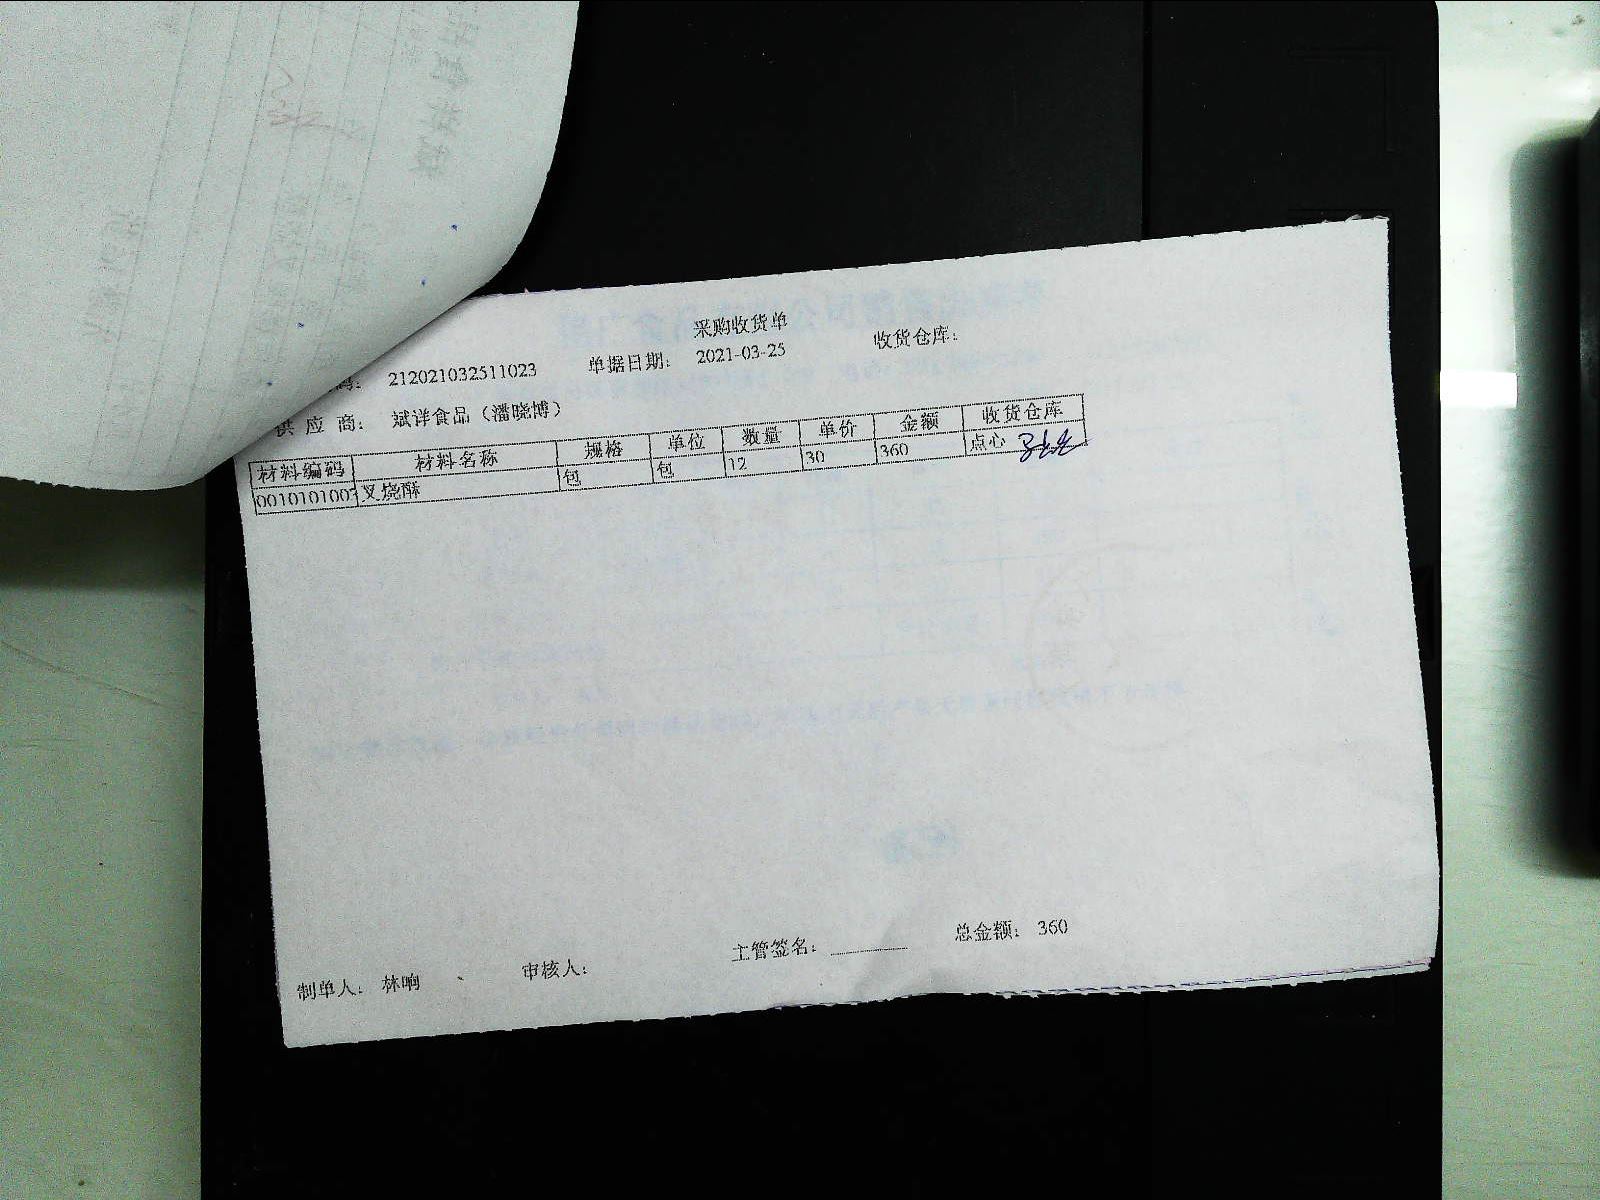 采购收货单
码： 212021032511023 单据日期： 2021-03-25 收货仓库：
供 应 商： 斌详食品（潘晓博）
材料编码 材料名称 规格 单位 数量 单价 金额 收货仓库
001010100 叉烧酥 包 包 12 30 360 点心
制单人： 林响 审核人： 主管签名： 总金额： 360